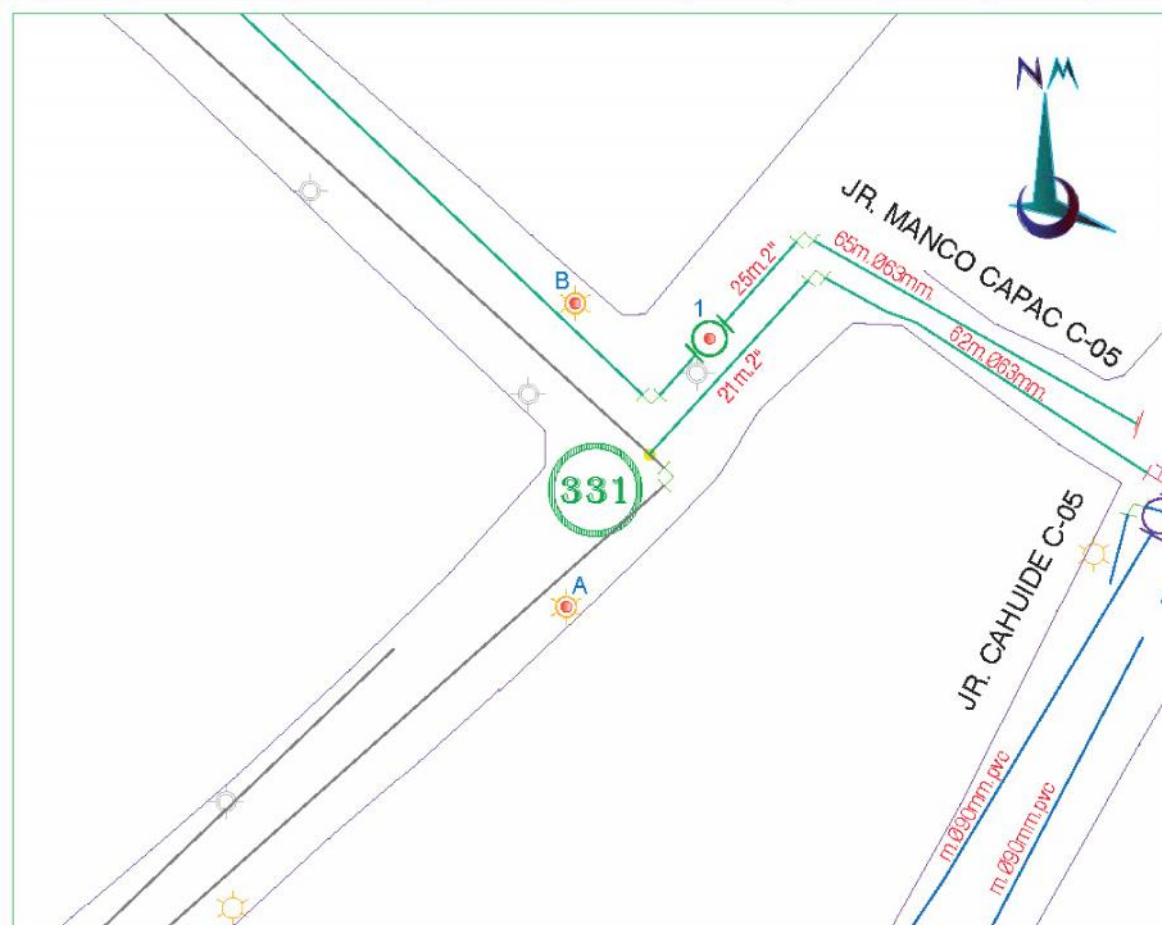 NM
JR. MANCO CAPAC C-05
65m.Ø63mm.
B
25m.2"
1
62m.Ø63mm.
21m.2"
331
JR. CAHUIDE C-05
A
m.Ø90mm.pvc
m.Ø90mm.pvc